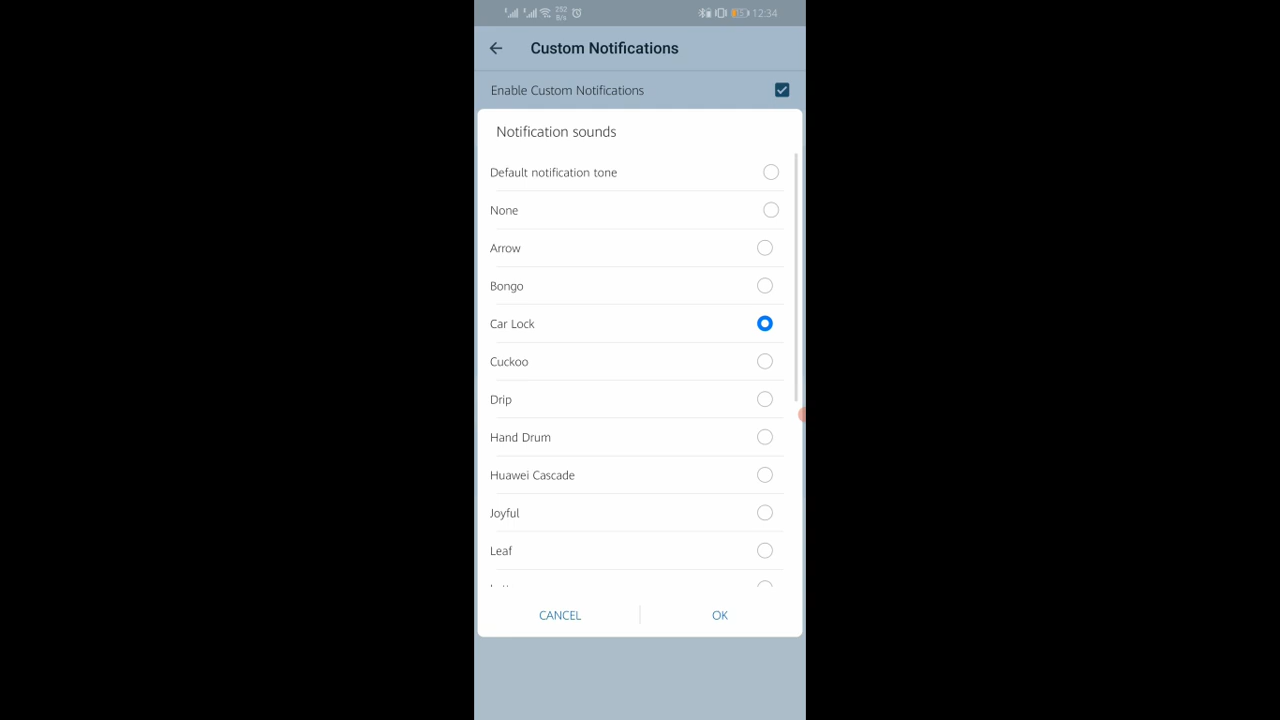 252
B/s
12:34
Custom Notifications
Enable Custom Notifications
Notification sounds
Default notification tone
None
Arrow
Bongo
Car Lock
Cuckoo
Drip
Hand Drum
Huawei Cascade
Joyful
Leaf
CANCEL
OK